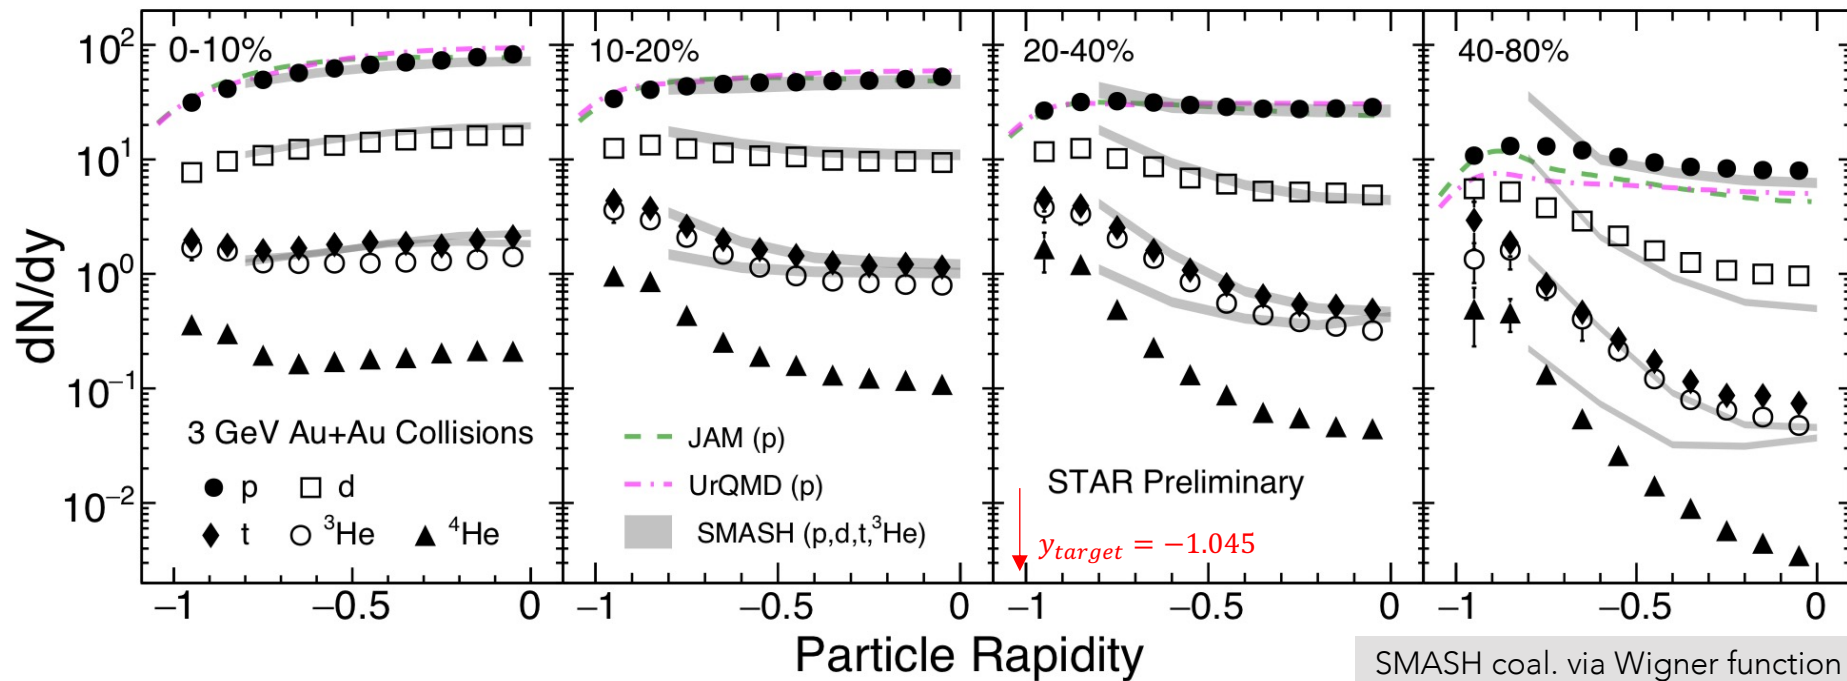 0-10%
10-20%
20-40%
40-80%
dN/dy
10²
10¹
10⁰
10⁻¹
10⁻²
3 GeV Au+Au Collisions
p d
t ³He ⁴He
JAM (p)
UrQMD (p)
SMASH (p,d,t,³He)
STAR Preliminary
y_target = −1.045
−1 −0.5 0
−1 −0.5 0
−1 −0.5 0
−1 −0.5 0
Particle Rapidity
SMASH coal. via Wigner function